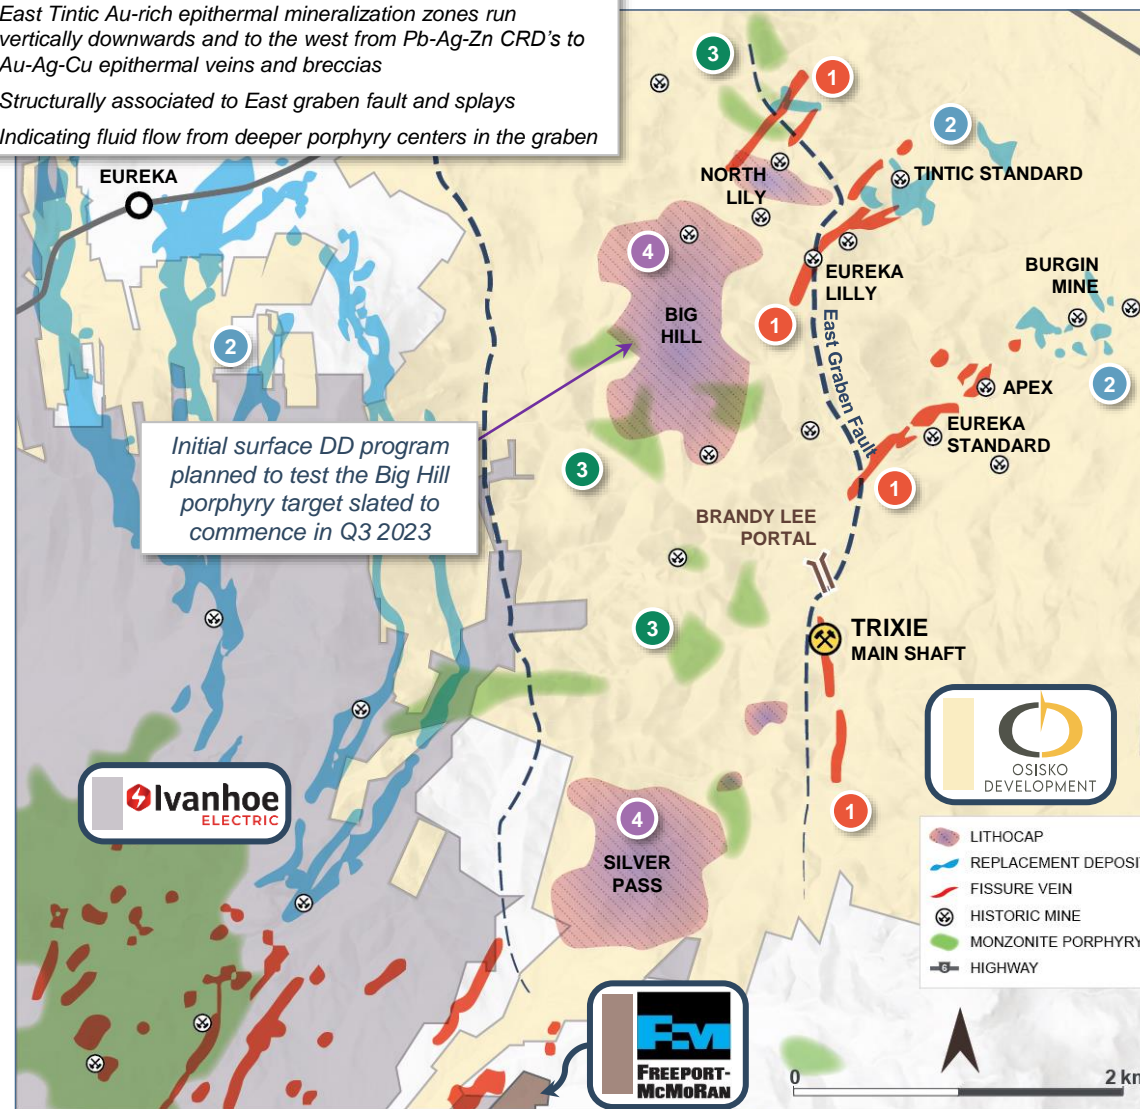 East Tintic Au-rich epithermal mineralization zones run
vertically downwards and to the west from Pb-Ag-Zn CRD's to
Au-Ag-Cu epithermal veins and breccias
Structurally associated to East graben fault and splays
Indicating fluid flow from deeper porphyry centers in the graben
3
1
2
EUREKA
NORTH
LILY
TINTIC STANDARD
4
EUREKA
LILLY
BURGIN
MINE
BIG
HILL
1
2
East Graben Fault
2
APEX
EUREKA
STANDARD
Initial surface DD program
planned to test the Big Hill
porphyry target slated to
commence in Q3 2023
3
1
BRANDY LEE
PORTAL
3
TRIXIE
MAIN SHAFT
OSISKO
DEVELOPMENT
Ivanhoe
ELECTRIC
4
1
SILVER
PASS
LITHOCAP
REPLACEMENT DEPOSIT
FISSURE VEIN
HISTORIC MINE
MONZONITE PORPHYRY
6 HIGHWAY
FREEPORT-
McMoRAN
0
2 km